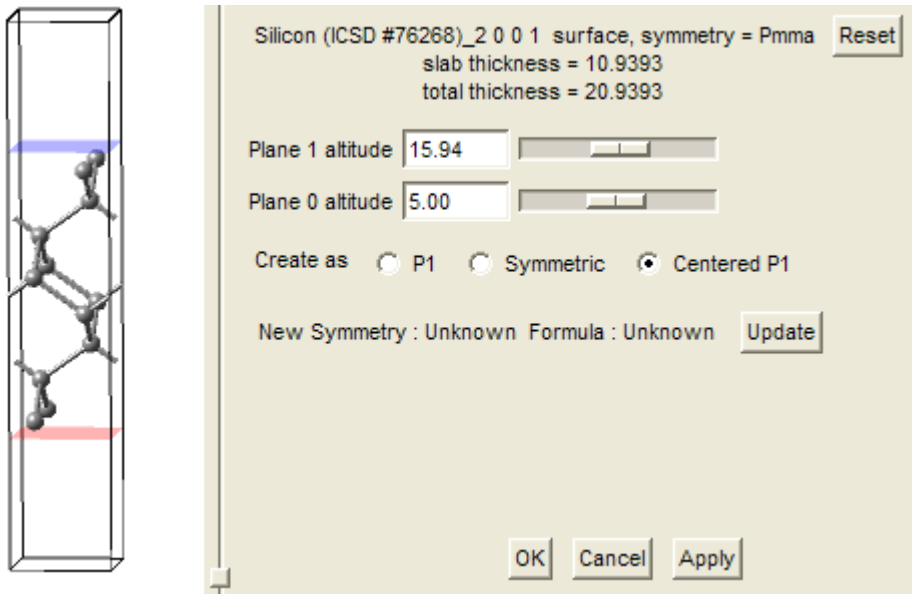 Silicon (ICSD #76268)_2 0 0 1 surface, symmetry = Pmma Reset
slab thickness = 10.9393
total thickness = 20.9393
Plane 1 altitude 15.94
Plane 0 altitude 5.00
Create as P1 Symmetric Centered P1
New Symmetry : Unknown Formula : Unknown Update
OK Cancel Apply